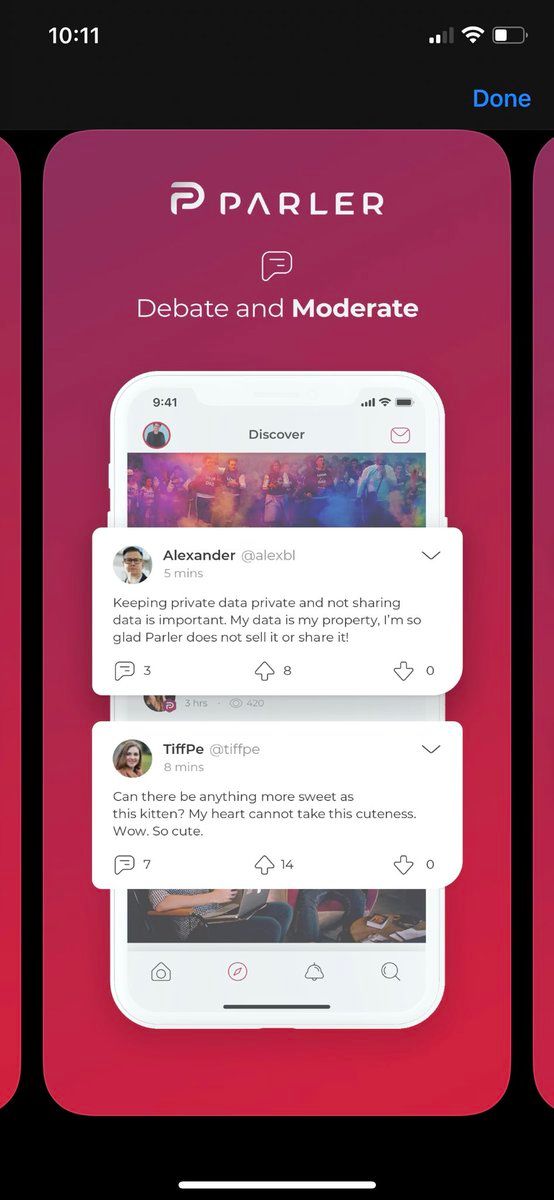 10:11
Done
PARLER
Debate and Moderate
9:41
Discover
Alexander @alexbl
5 mins
Keeping private data private and not sharing
data is important. My data is my property, I'm so
glad Parler does not sell it or share it!
3 8 0
3 hrs · 420
TiffPe @tiffpe
8 mins
Can there be anything more sweet as
this kitten? My heart cannot take this cuteness.
Wow. So cute.
7 14 0